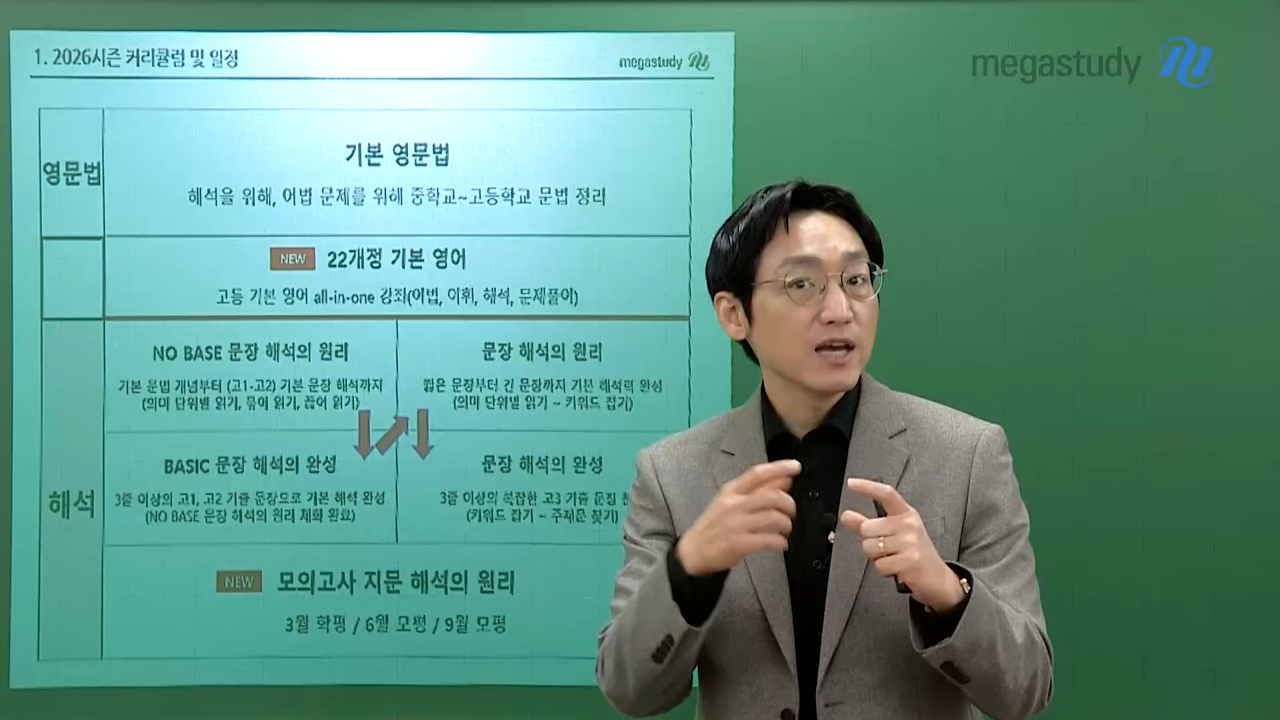 1. 2026시즌 커리큘럼 및 일정
megastudy
megastudy
영문법
기본 영문법
해석을 위해, 어법 문제를 위해 중학교~고등학교 문법 정리
NEW 22개정 기본 영어
고등 기본 영어 all-in-one 강좌(어법, 어휘, 해석, 문제풀이)
해석
NO BASE 문장 해석의 원리
기본 문법 개념부터 (고1-고2) 기본 문장 해석까지
(의미 단위별 읽기, 묶어 읽기, 끊어 읽기)
문장 해석의 원리
짧은 문장부터 긴 문장까지 기본 해석력 완성
(의미 단위별 읽기 ~ 키워드 잡기)
BASIC 문장 해석의 완성
3줄 이상의 고1, 고2 기출 문장으로 기본 해석 완성
(NO BASE 문장 해석의 원리 체화 완료)
문장 해석의 완성
3줄 이상의 복잡한 고3 기출 문장
(키워드 잡기 ~ 주제문 찾기)
NEW 모의고사 지문 해석의 원리
3월 학평 / 6월 모평 / 9월 모평